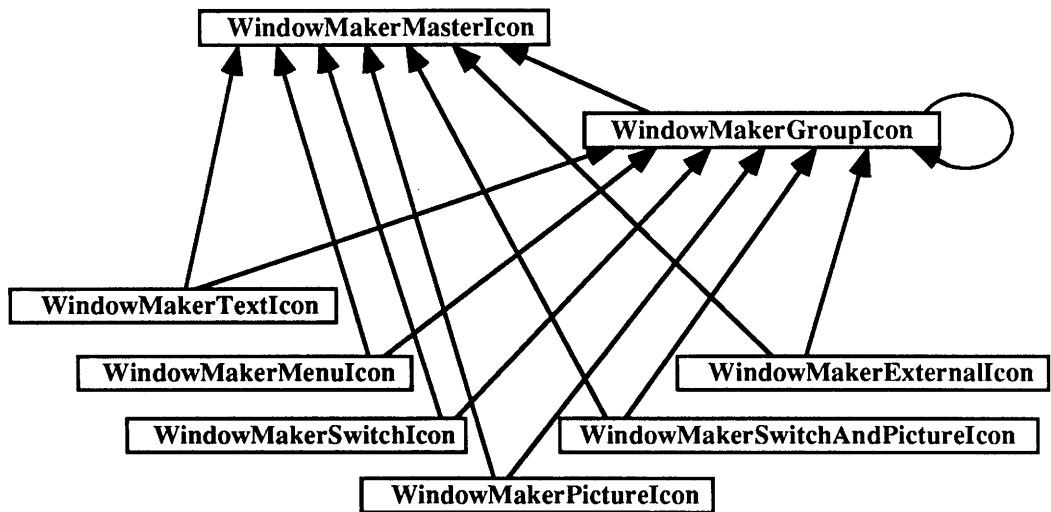 WindowMakerMasterIcon
WindowMakerGroupIcon
WindowMakerTextIcon
WindowMakerMenuIcon
WindowMakerExternalIcon
WindowMakerSwitchIcon
WindowMakerSwitchAndPictureIcon
WindowMakerPictureIcon